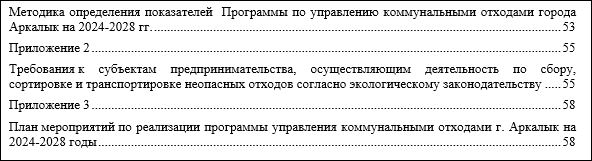 Методика определения показателей Программы по управлению коммунальными отходами города
Аркалык на 2024-2028 гг. 53
Приложение 2 55
Требования к субъектам предпринимательства, осуществляющим деятельность по сбору,
сортировке и транспортировке неопасных отходов согласно экологическому законодательству ..... 55
Приложение 3 58
План мероприятий по реализации программы управления коммунальными отходами г. Аркалык на
2024-2028 годы 58